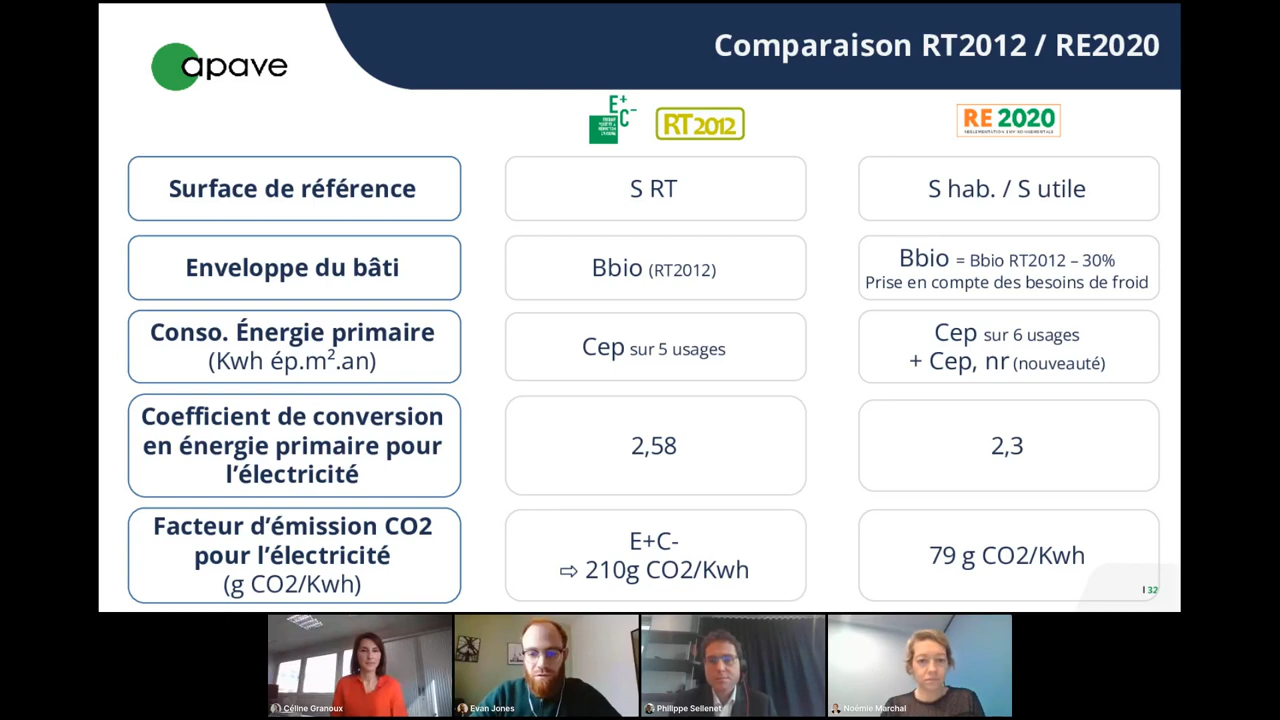 Comparaison RT2012 / RE2020
apave
E+
C-
RT2012
RE 2020
Surface de référence
S RT
S hab. / S utile
Enveloppe du bâti
Bbio (RT2012)
Bbio = Bbio RT2012 – 30%
Prise en compte des besoins de froid
Conso. Énergie primaire
(Kwh ép.m².an)
Cep sur 5 usages
Cep sur 6 usages
+ Cep, nr (nouveauté)
Coefficient de conversion
en énergie primaire pour
l’électricité
2,58
2,3
Facteur d’émission CO2
pour l’électricité
(g CO2/Kwh)
E+C-
⇨ 210g CO2/Kwh
79 g CO2/Kwh
I 32
Céline Granoux
Evan Jones
Philippe Sellenet
Noémie Marchal